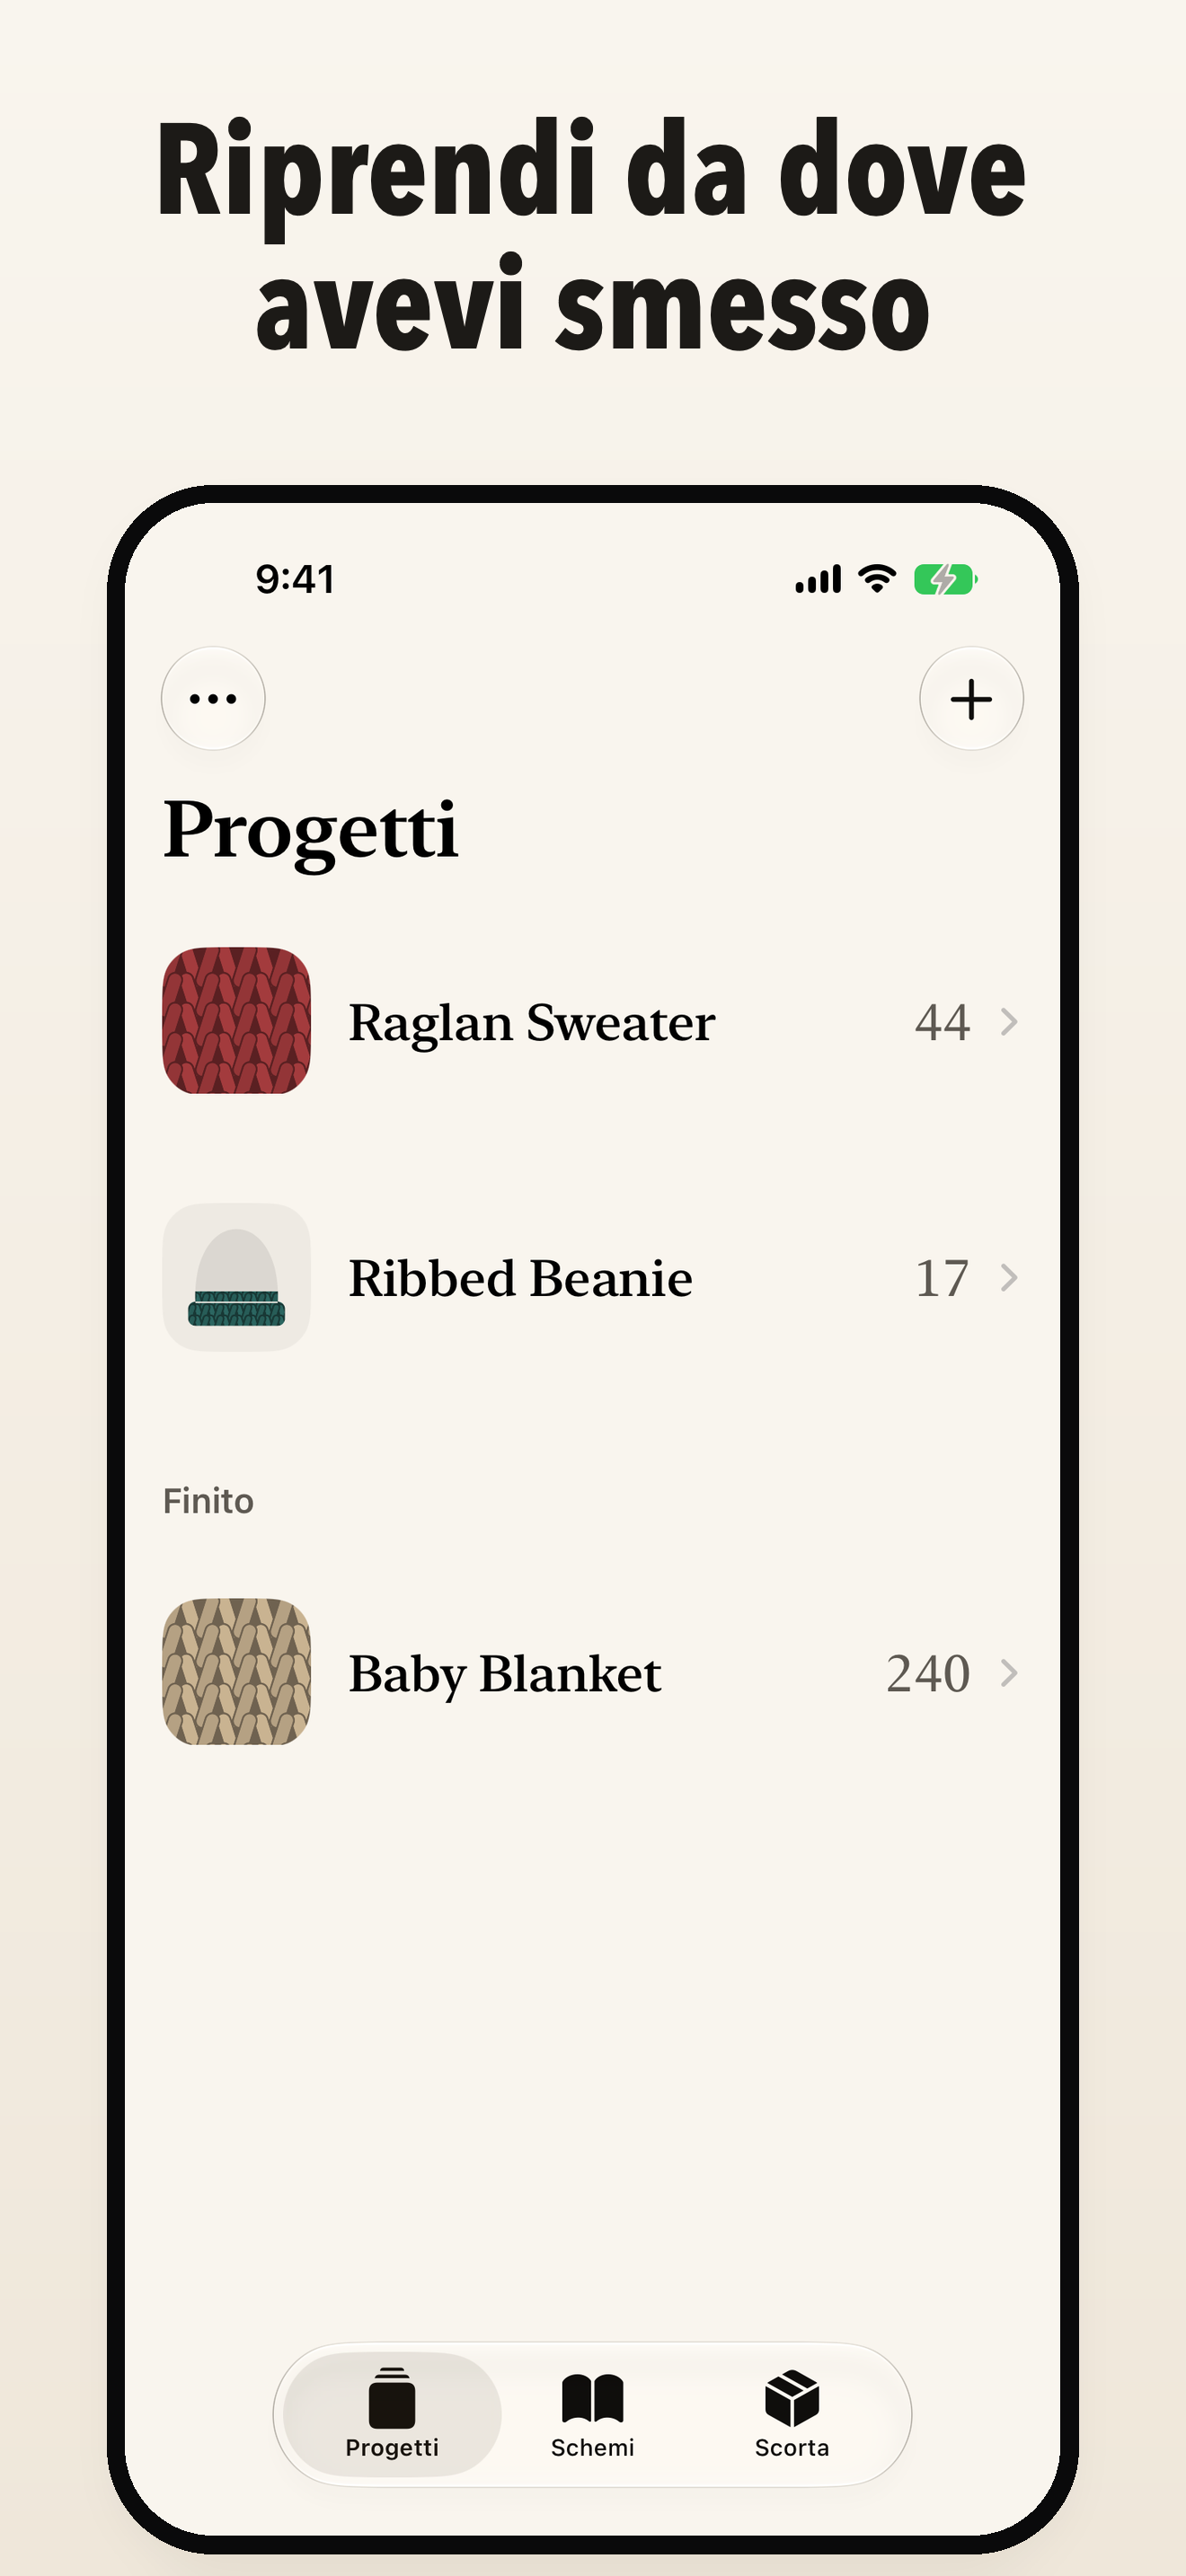 Riprendi da dove
avevi smesso
9:41
Progetti
Raglan Sweater 44
Ribbed Beanie 17
Finito
Baby Blanket 240
Progetti Schemi Scorta